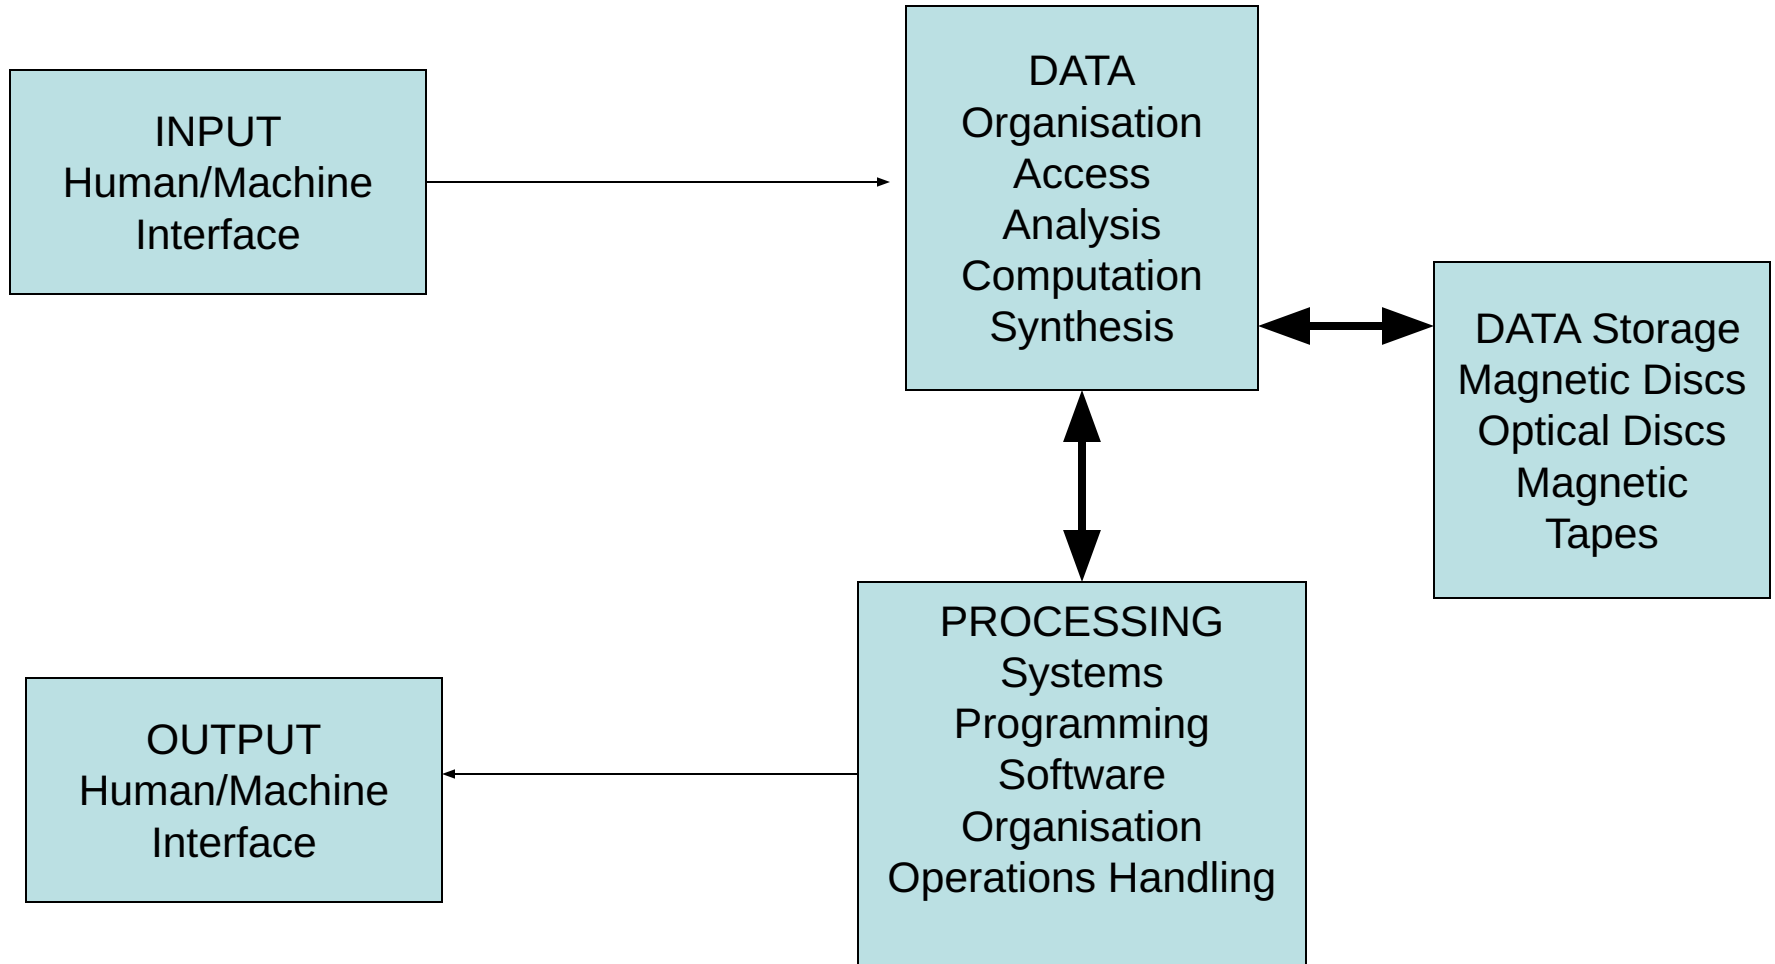 INPUT
Human/Machine
Interface
DATA
Organisation
Access
Analysis
Computation
Synthesis
DATA Storage
Magnetic Discs
Optical Discs
Magnetic
Tapes
PROCESSING
Systems
Programming
Software
Organisation
Operations Handling
OUTPUT
Human/Machine
Interface